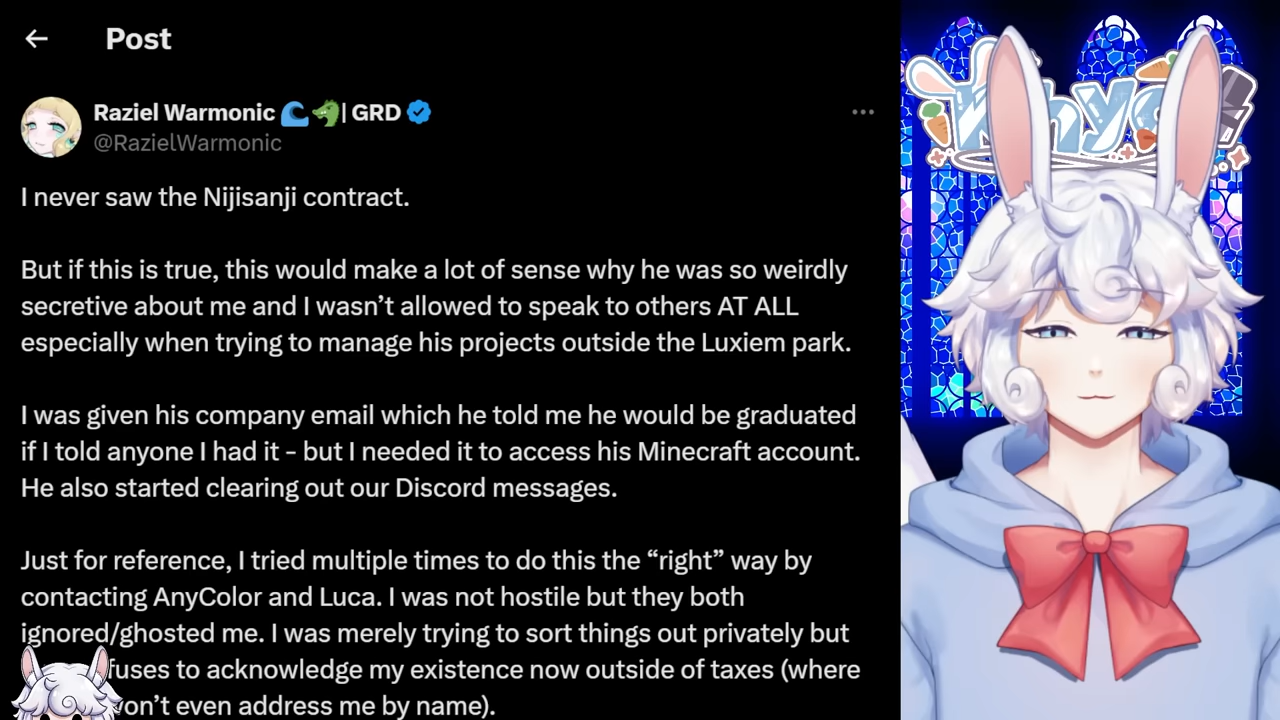 Post
Raziel Warmonic 🌊🐲| GRD
@RazielWarmonic
I never saw the Nijisanji contract.
But if this is true, this would make a lot of sense why he was so weirdly
secretive about me and I wasn’t allowed to speak to others AT ALL
especially when trying to manage his projects outside the Luxiem park.
I was given his company email which he told me he would be graduated
if I told anyone I had it – but I needed it to access his Minecraft account.
He also started clearing out our Discord messages.
Just for reference, I tried multiple times to do this the “right” way by
contacting AnyColor and Luca. I was not hostile but they both
ignored/ghosted me. I was merely trying to sort things out privately but
to acknowledge my existence now outside of taxes (where
even address me by name).